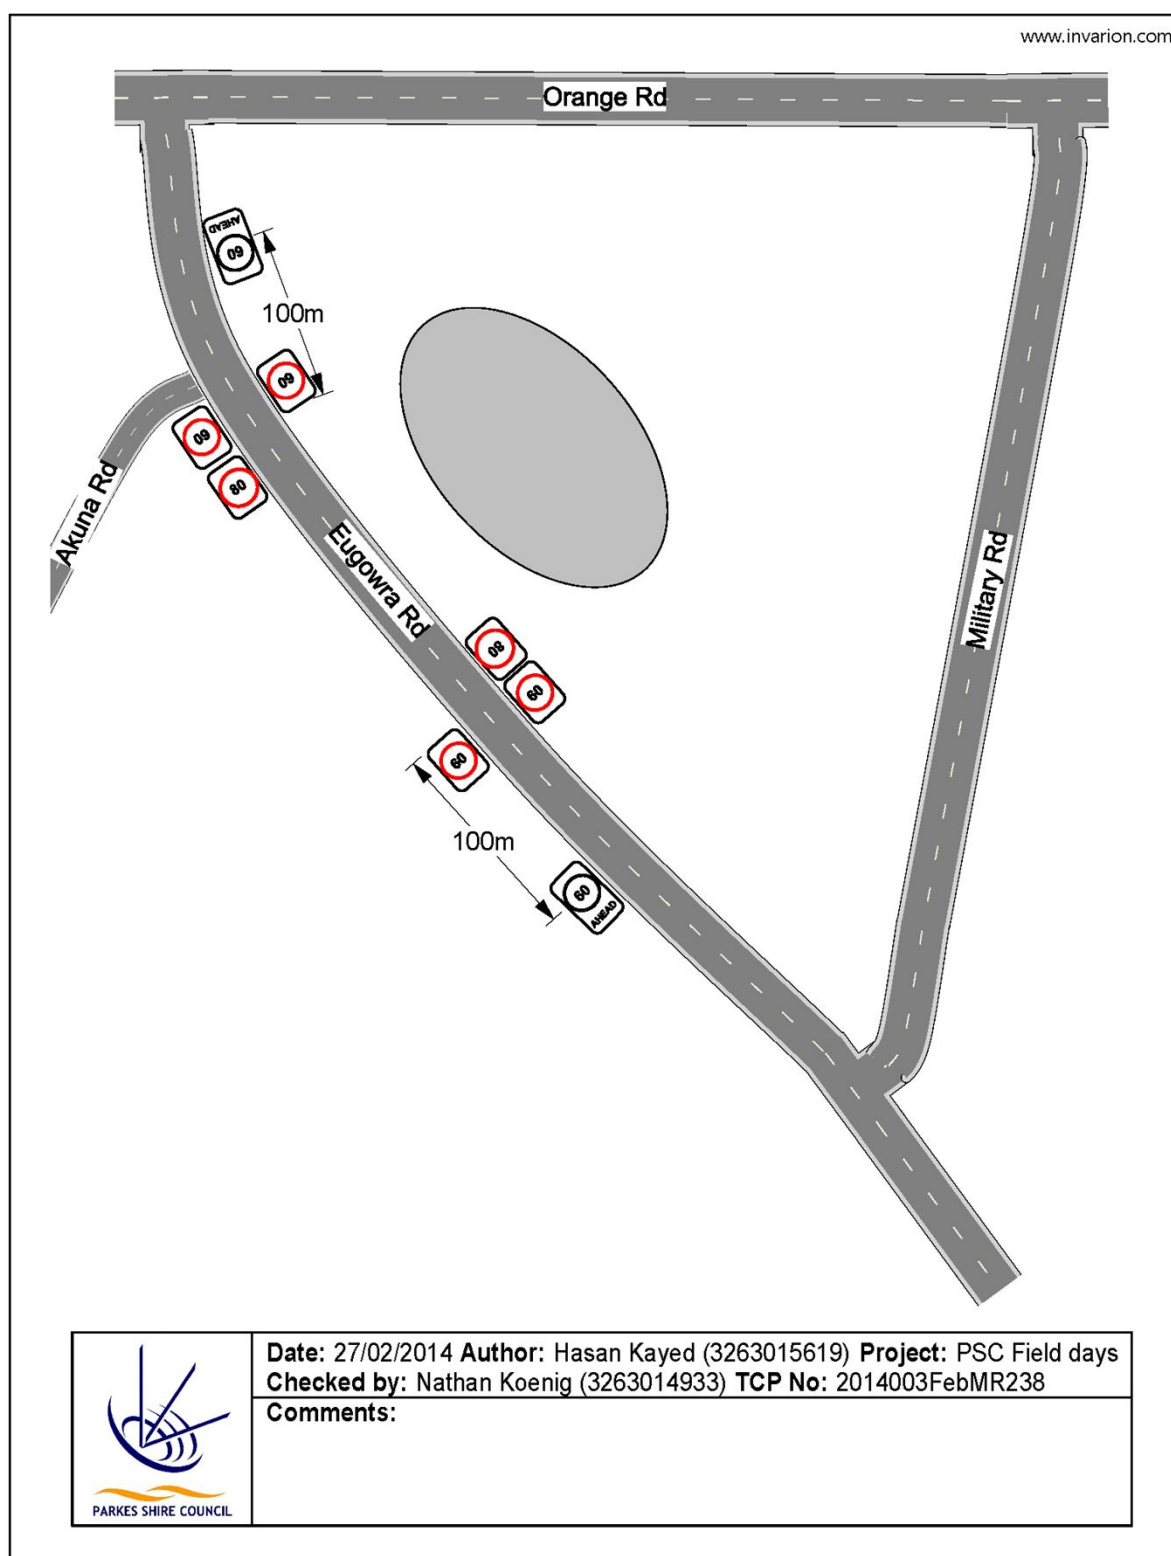 www.invarion.com
Orange Rd
AHEAD
60
100m
60
60
80
Akuna Rd
Eugowra Rd
Military Rd
80
60
60
100m
60
AHEAD
Date: 27/02/2014 Author: Hasan Kayed (3263015619) Project: PSC Field days
Checked by: Nathan Koenig (3263014933) TCP No: 2014003FebMR238
Comments:
PARKES SHIRE COUNCIL